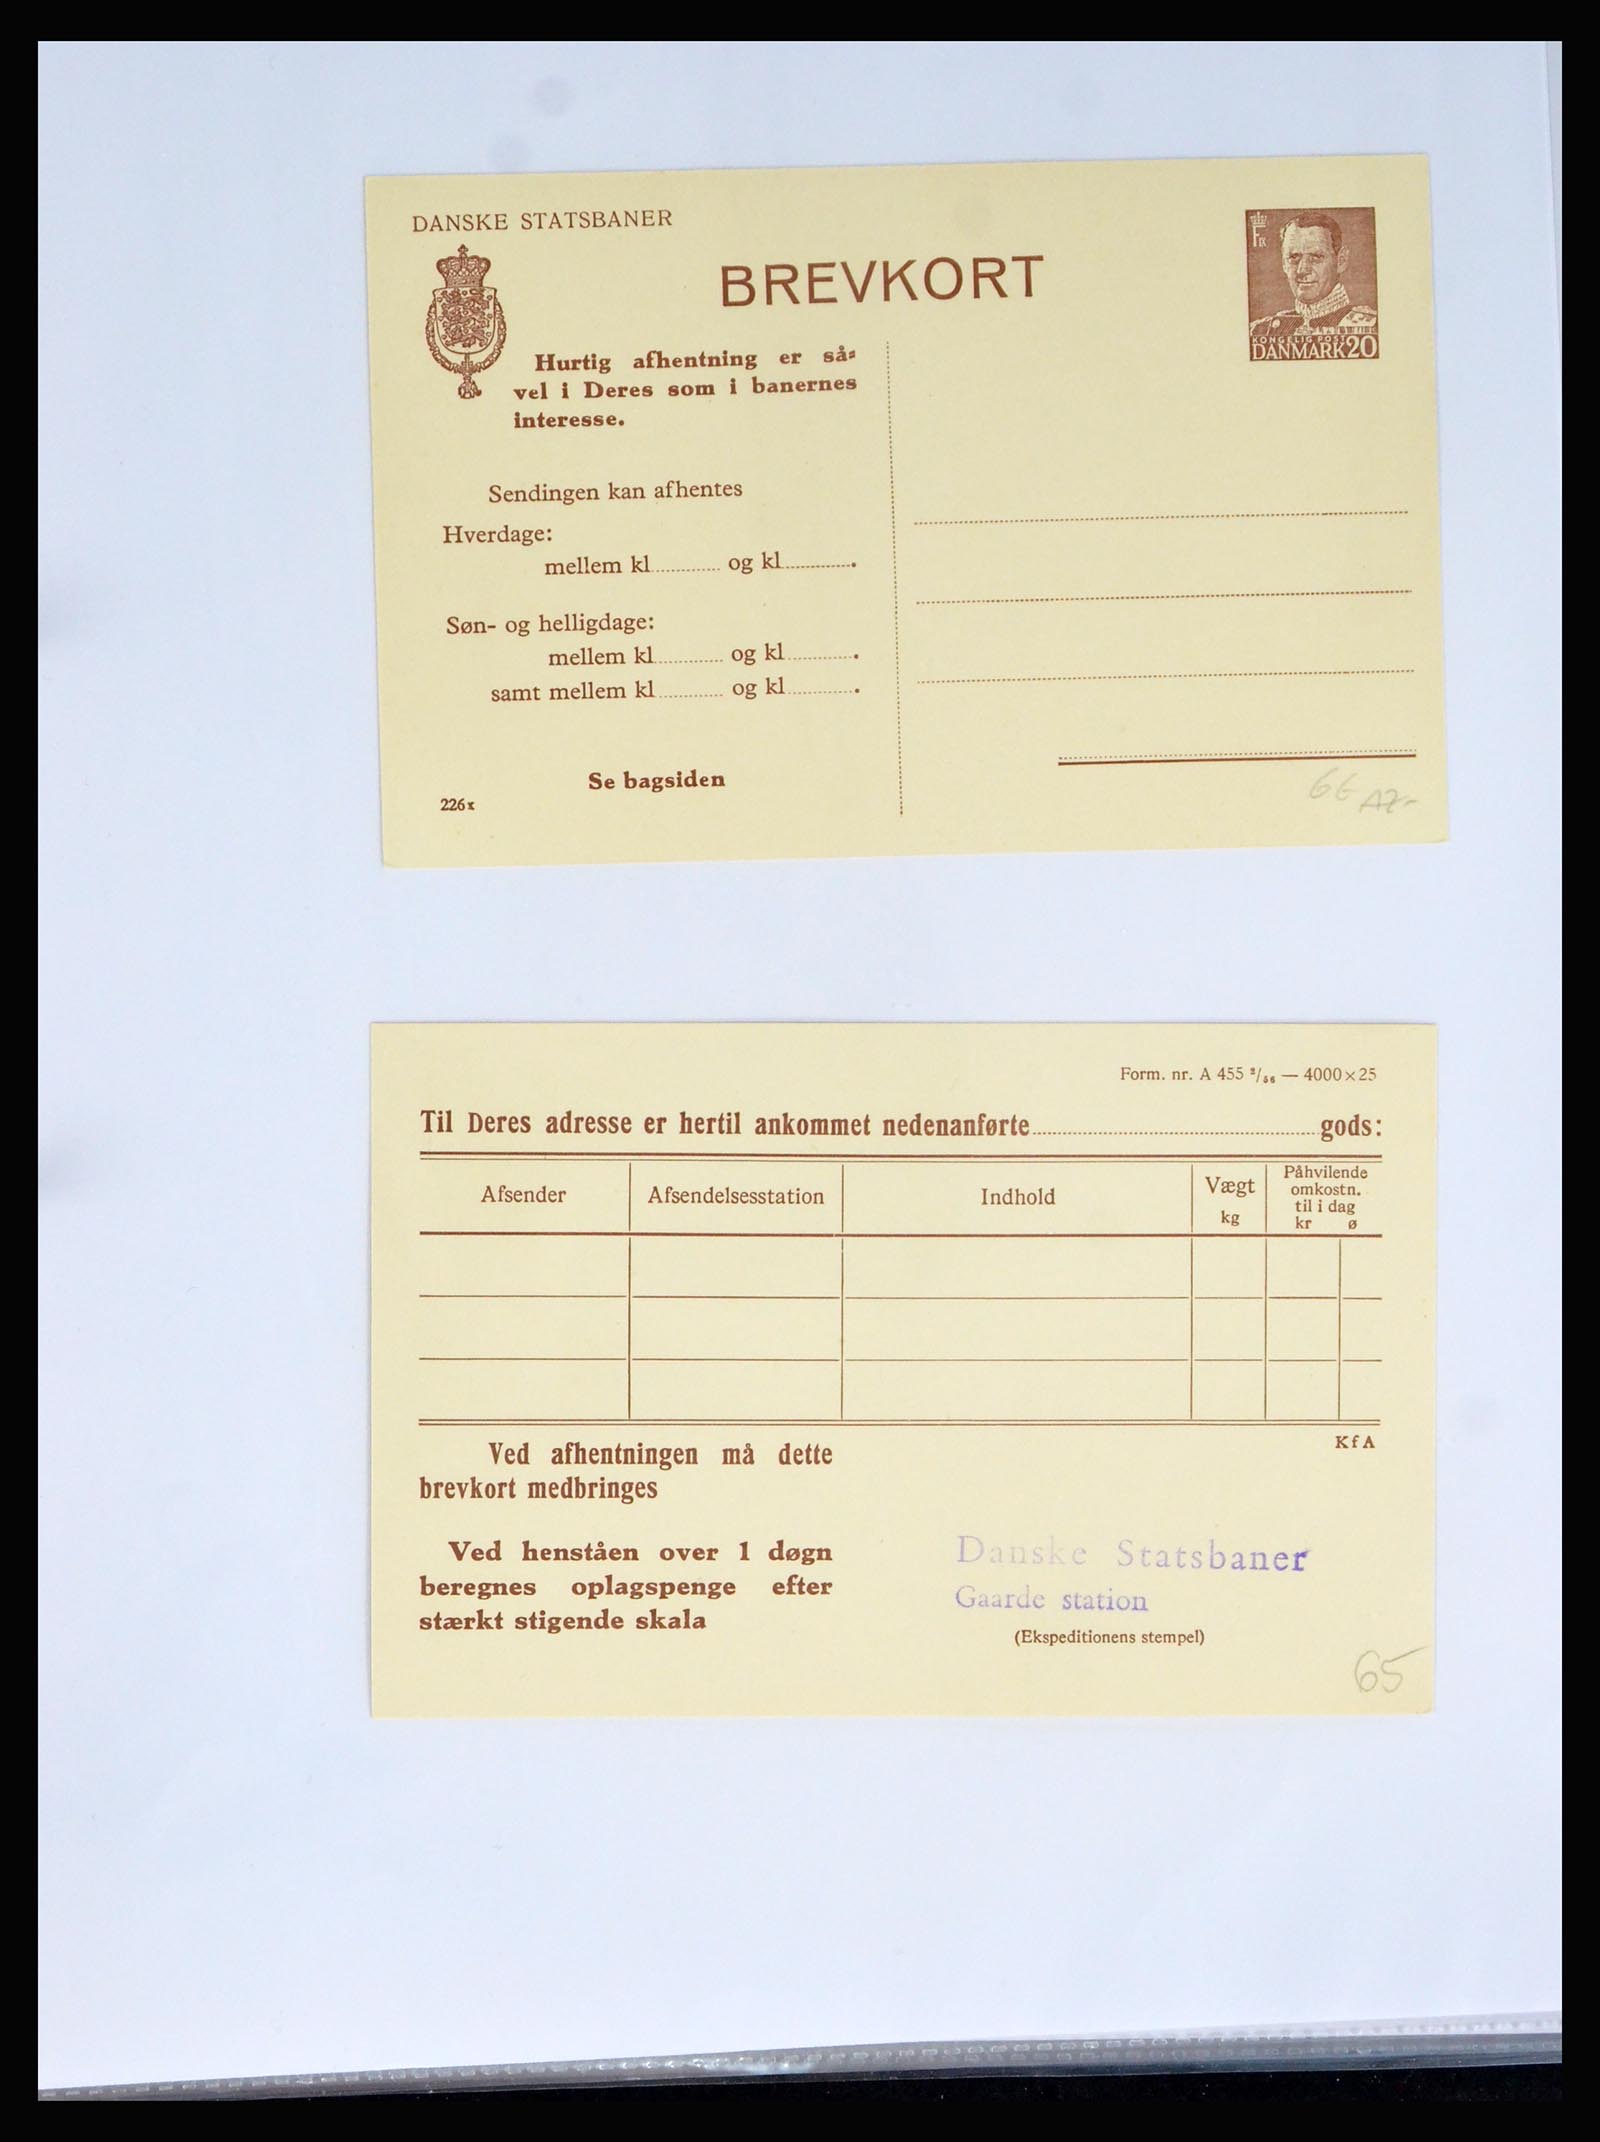 DANSKE STATSBANER
BREVKORT
KONGELIG POST
DANMARK 20
Hurtig afhentning er så-
vel i Deres som i banernes
interesse.
Sendingen kan afhentes
Hverdage:
mellem kl. og kl. .
Søn- og helligdage:
mellem kl. og kl. .
samt mellem kl. og kl. .
Se bagsiden
226 x
Form. nr. A 455 2/56 — 4000×25
Til Deres adresse er hertil ankommet nedenanførte gods:
Afsender Afsendelsesstation Indhold Vægt kg Påhvilende omkostn. til i dag kr ø
KfA
Ved afhentningen må dette
brevkort medbringes
Ved henståen over 1 døgn
beregnes oplagspenge efter
stærkt stigende skala
Danske Statsbaner
Gaarde station
(Ekspeditionens stempel)
65